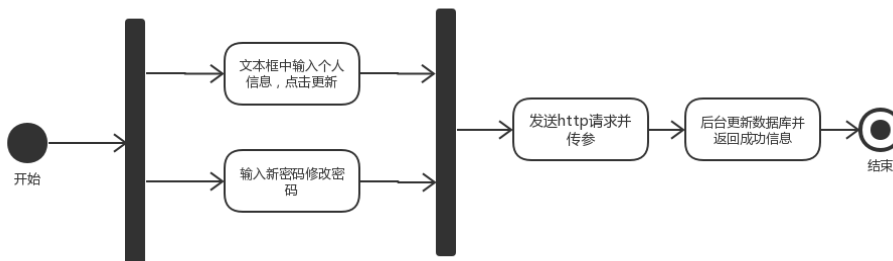 开始
文本框中输入个人
信息，点击更新
输入新密码修改密
码
发送http请求并
传参
后台更新数据库并
返回成功信息
结束